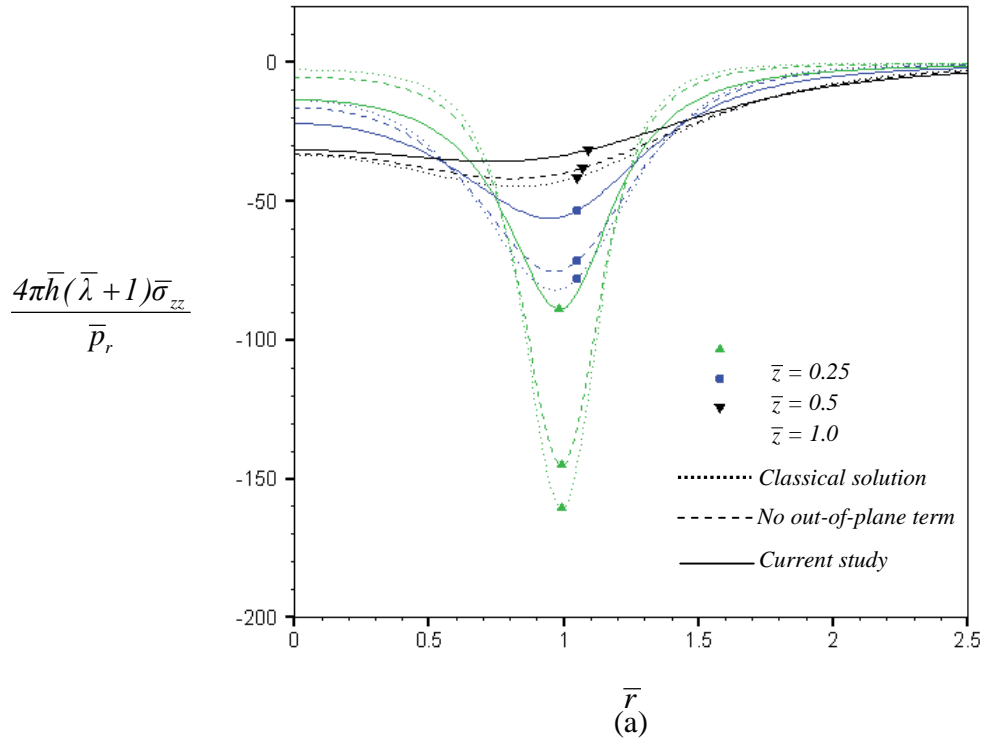 0
-50
-100
-150
-200
0
0.5
1
1.5
2
2.5
4πh̅(λ̅+1)σ̅zz
p̅r
z̅ = 0.25
z̅ = 0.5
z̅ = 1.0
Classical solution
No out-of-plane term
Current study
r̅
(a)